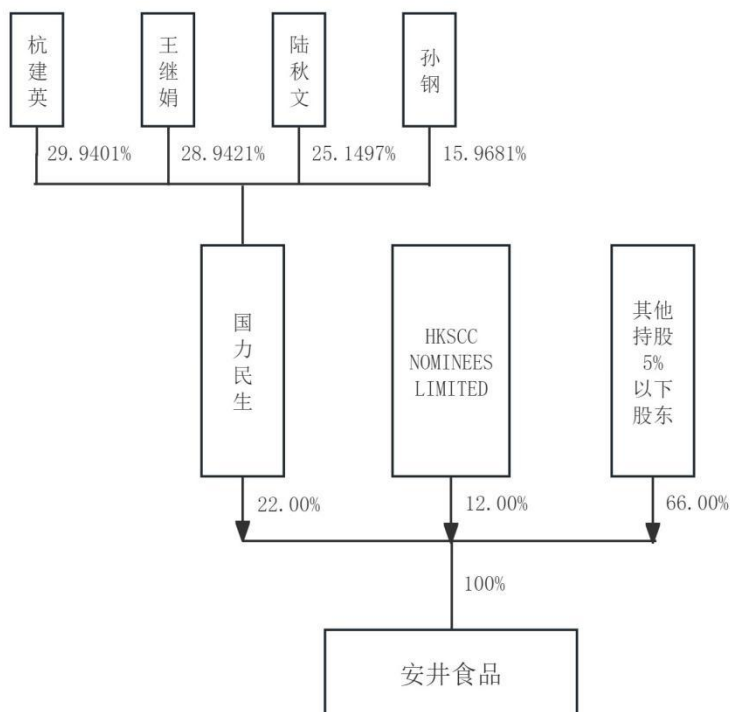 杭建英
王继娟
陆秋文
孙钢
29.9401%
28.9421%
25.1497%
15.9681%
国力民生
HKSCC
NOMINEES
LIMITED
其他
持股
5%
以下
股东
22.00%
12.00%
66.00%
100%
安井食品